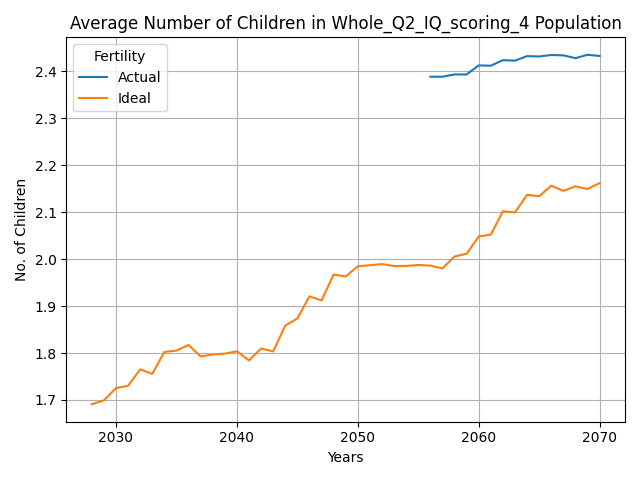 Average Number of Children in Whole_Q2_IQ_scoring_4 Population
Fertility
Actual
Ideal
No. of Children
2.4
2.3
2.2
2.1
2.0
1.9
1.8
1.7
2030 2040 2050 2060 2070
Years